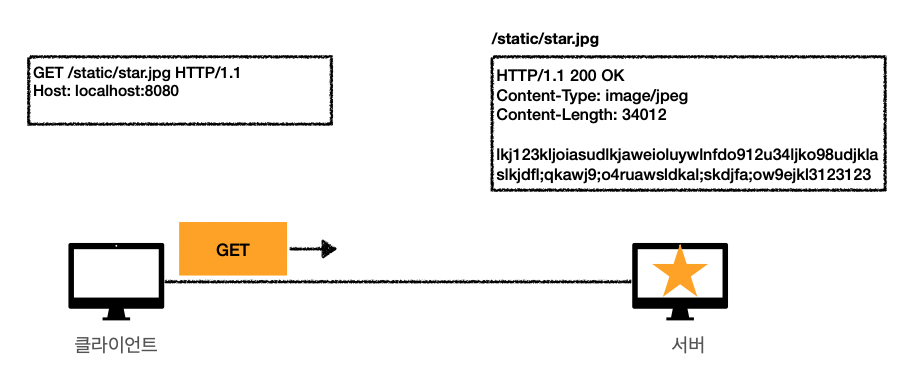 /static/star.jpg
GET /static/star.jpg HTTP/1.1
Host: localhost:8080
HTTP/1.1 200 OK
Content-Type: image/jpeg
Content-Length: 34012
lkj123kljoiasudlkjaweioluywlnfdo912u34ljko98udjkla
slkjdfl;qkawj9;o4ruawsldkal;skdjfa;ow9ejkl3123123
GET
클라이언트
서버